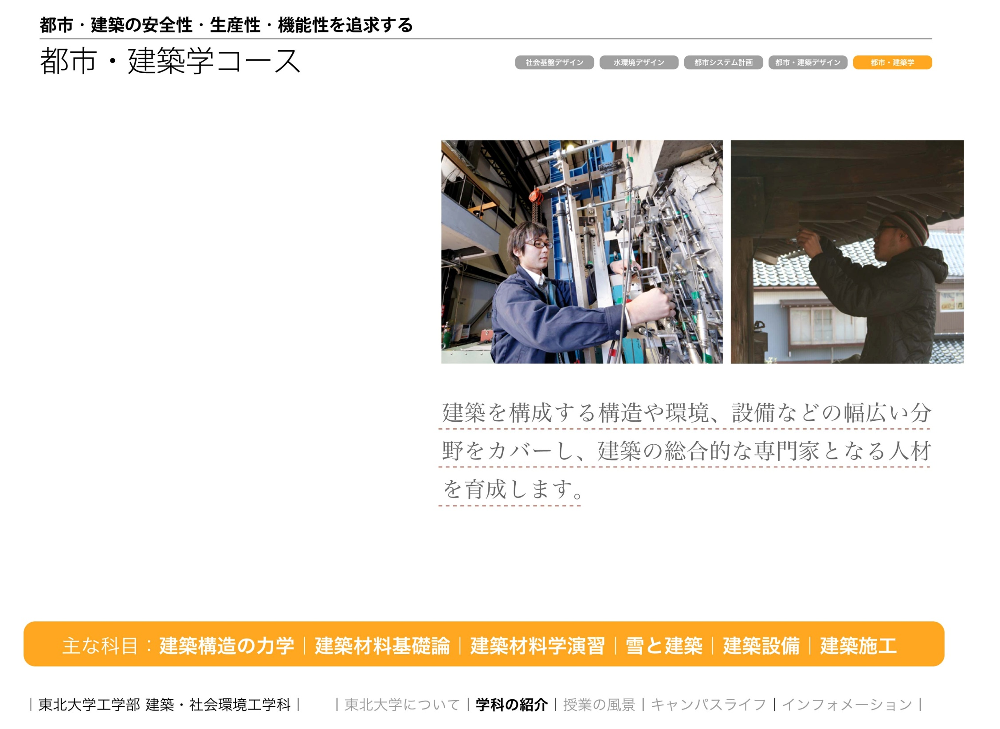 都市・建築の安全性・生産性・機能性を追求する
都市・建築学コース
社会基盤デザイン 水環境デザイン 都市システム計画 都市・建築デザイン 都市・建築学
建築を構成する構造や環境、設備などの幅広い分
野をカバーし、建築の総合的な専門家となる人材
を育成します。
主な科目：建築構造の力学｜建築材料基礎論｜建築材料学演習｜雪と建築｜建築設備｜建築施工
｜東北大学工学部 建築・社会環境工学科｜ ｜東北大学について｜学科の紹介｜授業の風景｜キャンパスライフ｜インフォメーション｜